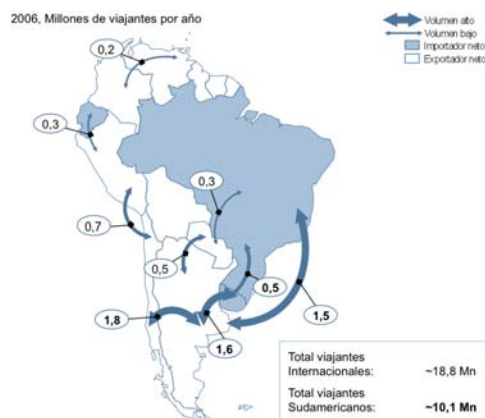 2006, Millones de viajantes por año
Volumen alto
Volumen bajo
Importador neto
Exportador neto
0,2
0,3
0,3
0,7
0,5
0,5
1,8
1,6
1,5
Total viajantes
Internacionales: ~18,8 Mn
Total viajantes
Sudamericanos: ~10,1 Mn